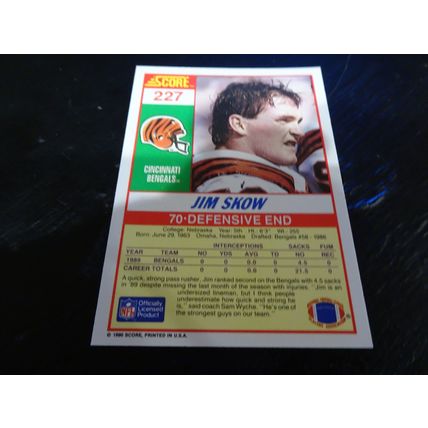 SCORE
227
CINCINNATI
BENGALS™
JIM SKOW
70•DEFENSIVE END
College: Nebraska Year: 5th Ht.: 6'3" Wt.: 255
Born: June 29, 1963 Omaha, Nebraska Drafted: Bengals #58 - 1986
INTERCEPTIONS SACKS FUM
YEAR TEAM NO YDS AVG TD NO REC
1989 BENGALS 0 0 0.0 0 4.5 0
CAREER TOTALS 0 0 0.0 0 21.5 0
A quick, strong pass rusher, Jim ranked second on the Bengals with 4.5 sacks
in '89 despite missing the last month of the season with injuries. "Jim is an
underrated lineman, but I think people
underestimate how quick and strong he
is," said coach Sam Wyche. "He's one of
the strongest guys on our team."
NFL
Officially
Licensed
Product
© 1990 SCORE, PRINTED IN U.S.A.